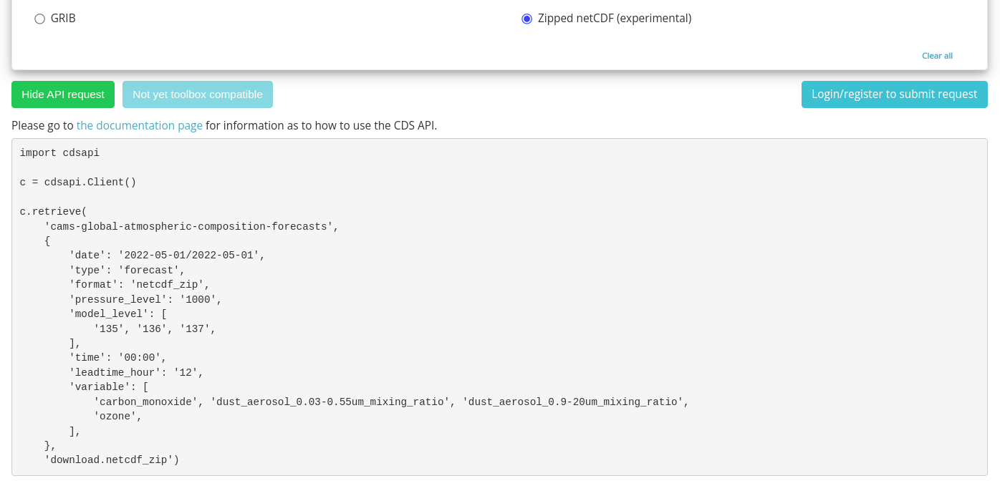 GRIB
Zipped netCDF (experimental)
Clear all
Hide API request
Not yet toolbox compatible
Login/register to submit request
Please go to the documentation page for information as to how to use the CDS API.
import cdsapi

c = cdsapi.Client()

c.retrieve(
    'cams-global-atmospheric-composition-forecasts',
    {
        'date': '2022-05-01/2022-05-01',
        'type': 'forecast',
        'format': 'netcdf_zip',
        'pressure_level': '1000',
        'model_level': [
            '135', '136', '137',
        ],
        'time': '00:00',
        'leadtime_hour': '12',
        'variable': [
            'carbon_monoxide', 'dust_aerosol_0.03-0.55um_mixing_ratio', 'dust_aerosol_0.9-20um_mixing_ratio',
            'ozone',
        ],
    },
    'download.netcdf_zip')